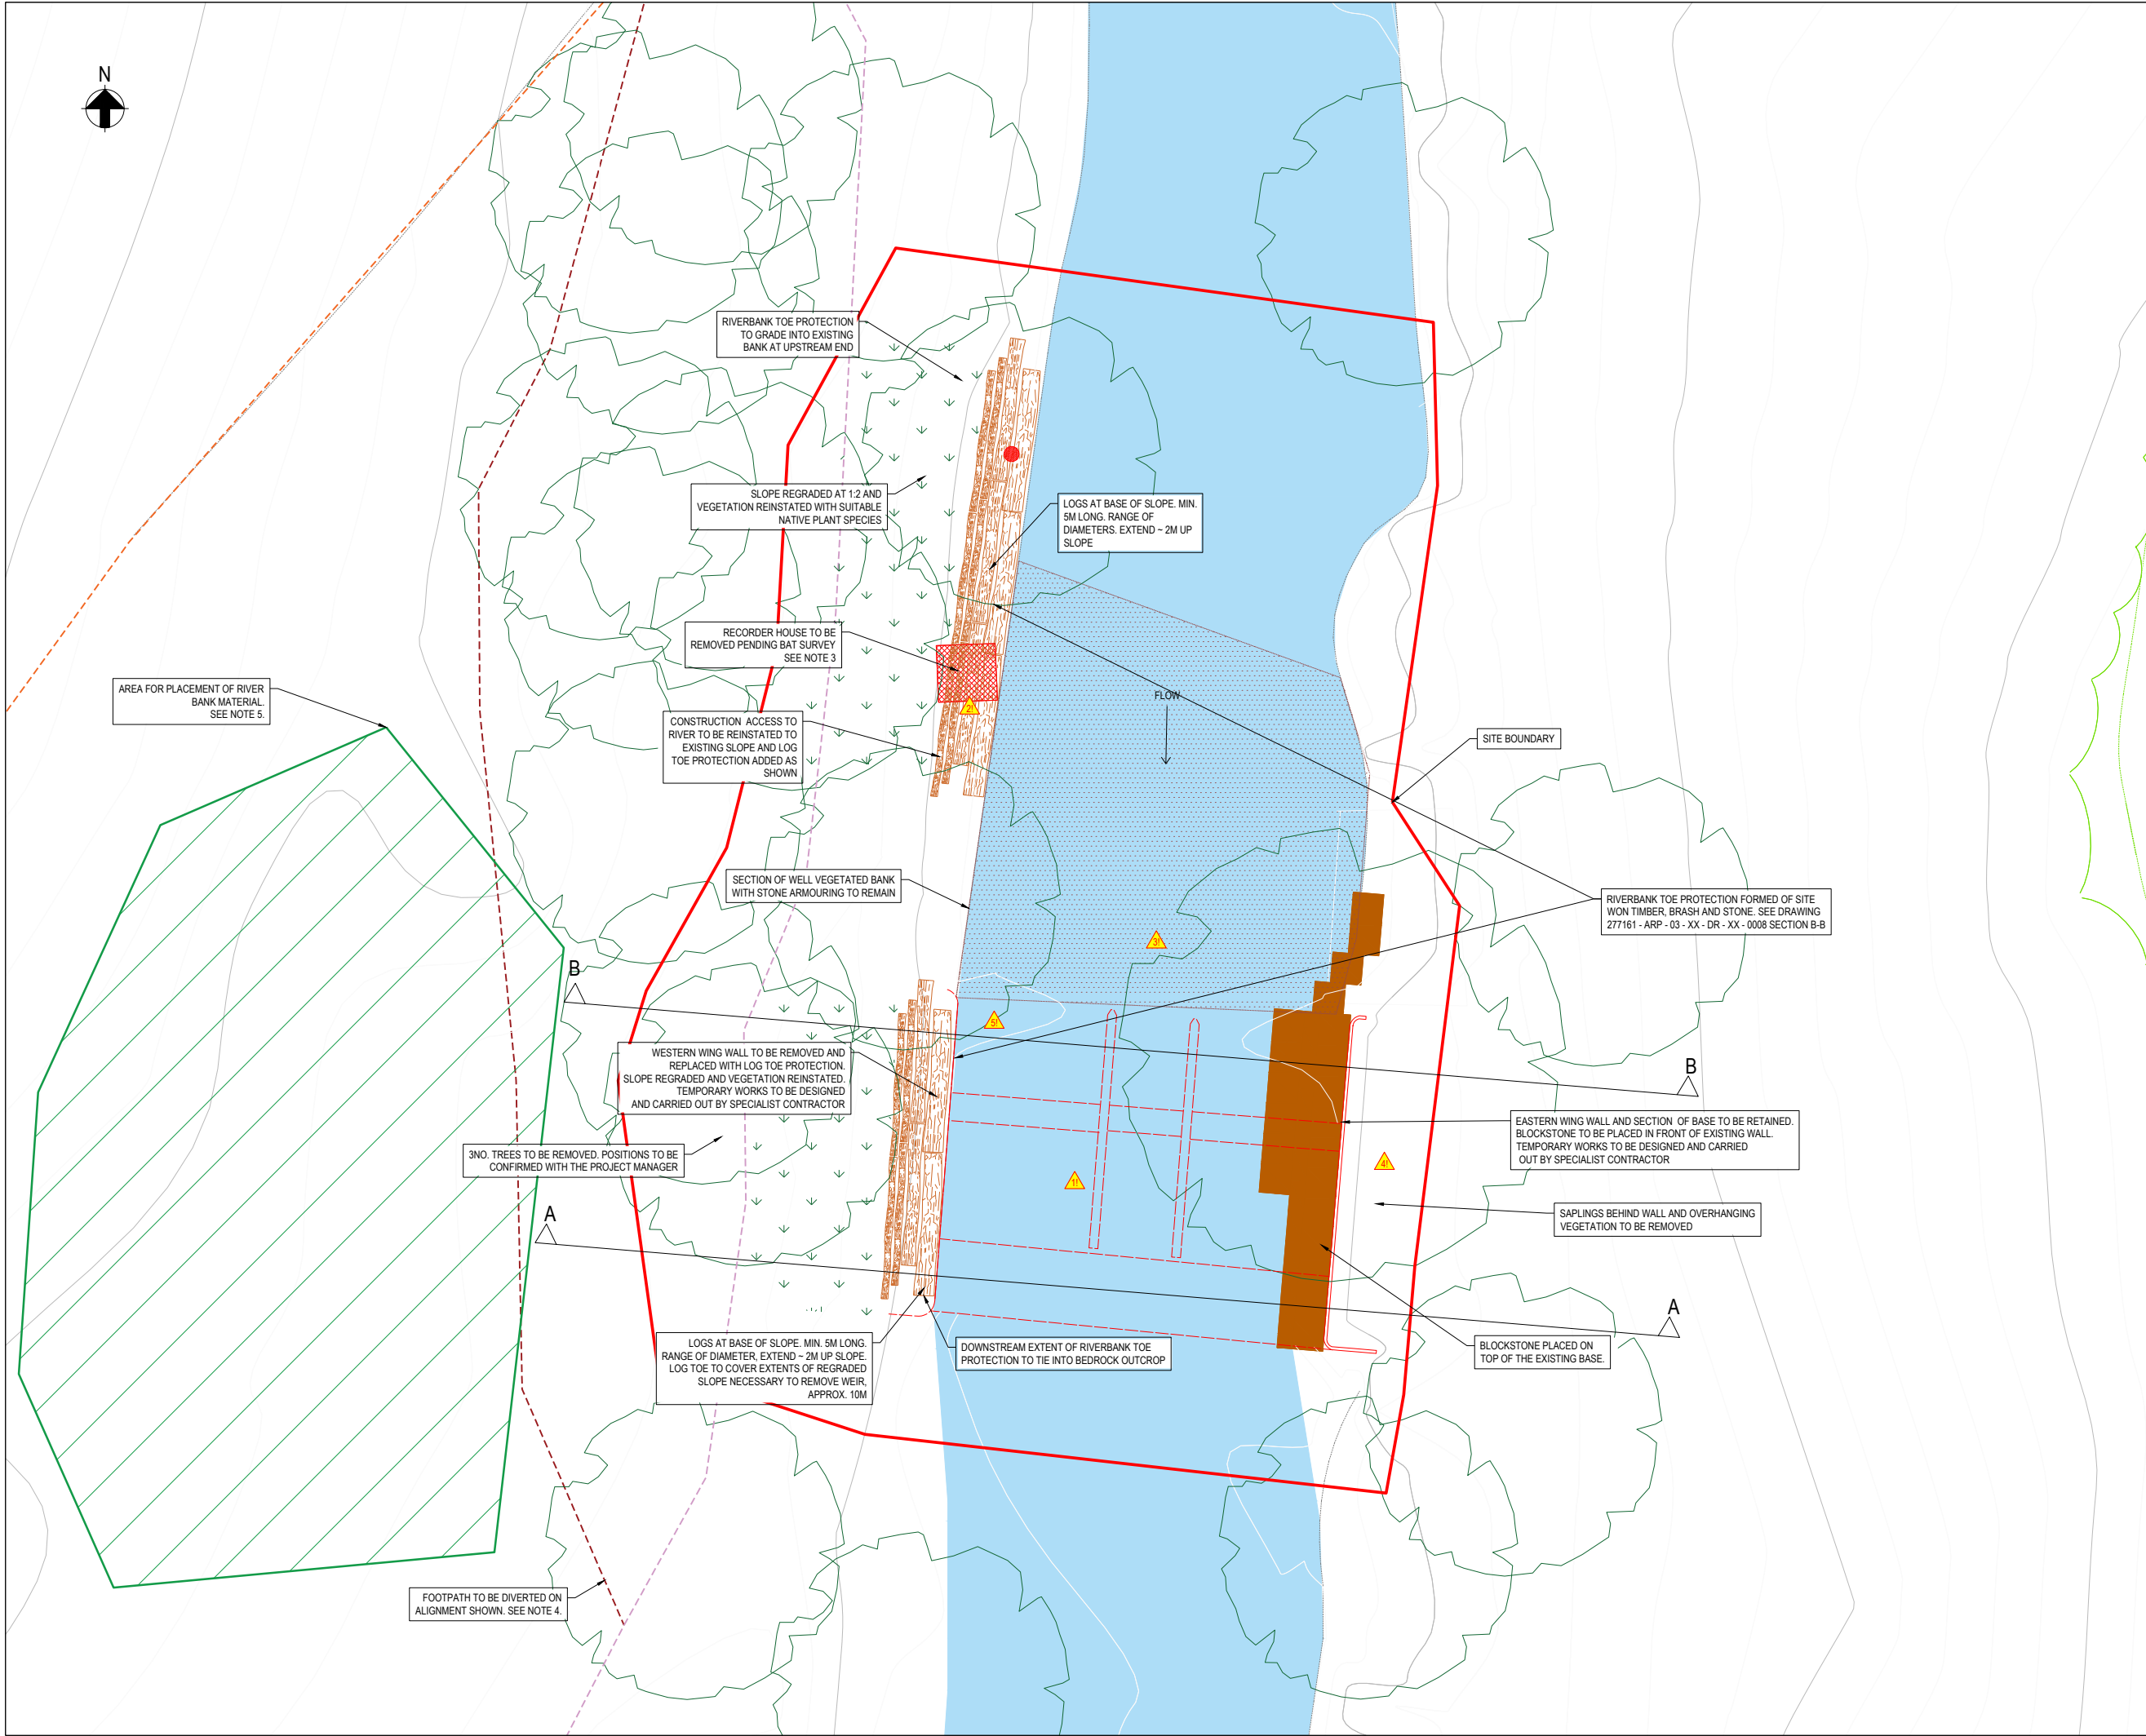 N
RIVERBANK TOE PROTECTION
TO GRADE INTO EXISTING
BANK AT UPSTREAM END
SLOPE REGRADED AT 1:2 AND
VEGETATION REINSTATED WITH SUITABLE
NATIVE PLANT SPECIES
LOGS AT BASE OF SLOPE. MIN.
5M LONG. RANGE OF
DIAMETERS. EXTEND ~ 2M UP
SLOPE
RECORDER HOUSE TO BE
REMOVED PENDING BAT SURVEY
SEE NOTE 3
AREA FOR PLACEMENT OF RIVER
BANK MATERIAL.
SEE NOTE 5.
FLOW
2!
CONSTRUCTION ACCESS TO
RIVER TO BE REINSTATED TO
EXISTING SLOPE AND LOG
TOE PROTECTION ADDED AS
SHOWN
SITE BOUNDARY
SECTION OF WELL VEGETATED BANK
WITH STONE ARMOURING TO REMAIN
RIVERBANK TOE PROTECTION FORMED OF SITE
WON TIMBER, BRASH AND STONE. SEE DRAWING
277161 - ARP - 03 - XX - DR - XX - 0008 SECTION B-B
3!
B
5!
WESTERN WING WALL TO BE REMOVED AND
REPLACED WITH LOG TOE PROTECTION.
SLOPE REGRADED AND VEGETATION REINSTATED.
TEMPORARY WORKS TO BE DESIGNED
AND CARRIED OUT BY SPECIALIST CONTRACTOR
B
EASTERN WING WALL AND SECTION OF BASE TO BE RETAINED.
BLOCKSTONE TO BE PLACED IN FRONT OF EXISTING WALL.
TEMPORARY WORKS TO BE DESIGNED AND CARRIED
OUT BY SPECIALIST CONTRACTOR
3NO. TREES TO BE REMOVED. POSITIONS TO BE
CONFIRMED WITH THE PROJECT MANAGER
1!
4!
A
SAPLINGS BEHIND WALL AND OVERHANGING
VEGETATION TO BE REMOVED
A
LOGS AT BASE OF SLOPE. MIN. 5M LONG.
RANGE OF DIAMETER, EXTEND ~ 2M UP SLOPE.
LOG TOE TO COVER EXTENTS OF REGRADED
SLOPE NECESSARY TO REMOVE WEIR,
APPROX. 10M
DOWNSTREAM EXTENT OF RIVERBANK TOE
PROTECTION TO TIE INTO BEDROCK OUTCROP
BLOCKSTONE PLACED ON
TOP OF THE EXISTING BASE.
FOOTPATH TO BE DIVERTED ON
ALIGNMENT SHOWN. SEE NOTE 4.